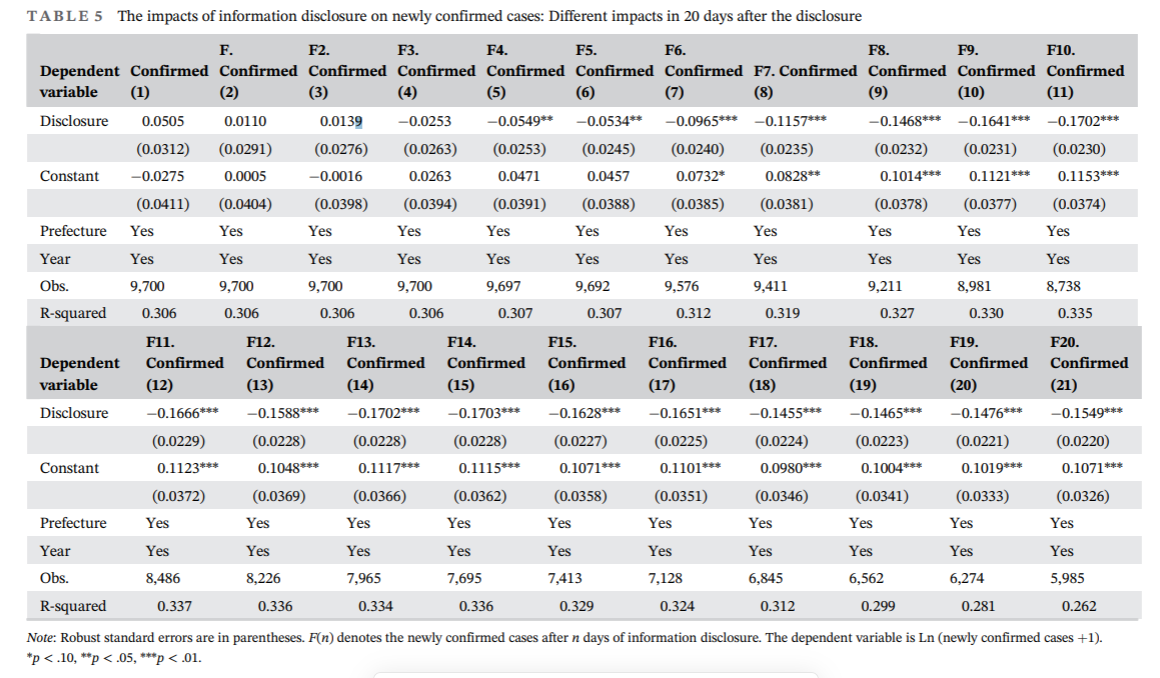 TABLE 5 The impacts of information disclosure on newly confirmed cases: Different impacts in 20 days after the disclosure
F. F2. F3. F4. F5. F6. F8. F9. F10.
Dependent Confirmed Confirmed Confirmed Confirmed Confirmed Confirmed Confirmed F7. Confirmed Confirmed Confirmed Confirmed
variable (1) (2) (3) (4) (5) (6) (7) (8) (9) (10) (11)
Disclosure 0.0505 0.0110 0.0139 −0.0253 −0.0549** −0.0534** −0.0965*** −0.1157*** −0.1468*** −0.1641*** −0.1702***
(0.0312) (0.0291) (0.0276) (0.0263) (0.0253) (0.0245) (0.0240) (0.0235) (0.0232) (0.0231) (0.0230)
Constant −0.0275 0.0005 −0.0016 0.0263 0.0471 0.0457 0.0732* 0.0828** 0.1014*** 0.1121*** 0.1153***
(0.0411) (0.0404) (0.0398) (0.0394) (0.0391) (0.0388) (0.0385) (0.0381) (0.0378) (0.0377) (0.0374)
Prefecture Yes Yes Yes Yes Yes Yes Yes Yes Yes Yes Yes
Year Yes Yes Yes Yes Yes Yes Yes Yes Yes Yes Yes
Obs. 9,700 9,700 9,700 9,700 9,697 9,692 9,576 9,411 9,211 8,981 8,738
R-squared 0.306 0.306 0.306 0.306 0.307 0.307 0.312 0.319 0.327 0.330 0.335
F11. F12. F13. F14. F15. F16. F17. F18. F19. F20.
Dependent Confirmed Confirmed Confirmed Confirmed Confirmed Confirmed Confirmed Confirmed Confirmed Confirmed
variable (12) (13) (14) (15) (16) (17) (18) (19) (20) (21)
Disclosure −0.1666*** −0.1588*** −0.1702*** −0.1703*** −0.1628*** −0.1651*** −0.1455*** −0.1465*** −0.1476*** −0.1549***
(0.0229) (0.0228) (0.0228) (0.0228) (0.0227) (0.0225) (0.0224) (0.0223) (0.0221) (0.0220)
Constant 0.1123*** 0.1048*** 0.1117*** 0.1115*** 0.1071*** 0.1101*** 0.0980*** 0.1004*** 0.1019*** 0.1071***
(0.0372) (0.0369) (0.0366) (0.0362) (0.0358) (0.0351) (0.0346) (0.0341) (0.0333) (0.0326)
Prefecture Yes Yes Yes Yes Yes Yes Yes Yes Yes Yes
Year Yes Yes Yes Yes Yes Yes Yes Yes Yes Yes
Obs. 8,486 8,226 7,965 7,695 7,413 7,128 6,845 6,562 6,274 5,985
R-squared 0.337 0.336 0.334 0.336 0.329 0.324 0.312 0.299 0.281 0.262
Note: Robust standard errors are in parentheses. F(n) denotes the newly confirmed cases after n days of information disclosure. The dependent variable is Ln (newly confirmed cases +1).
*p < .10, **p < .05, ***p < .01.